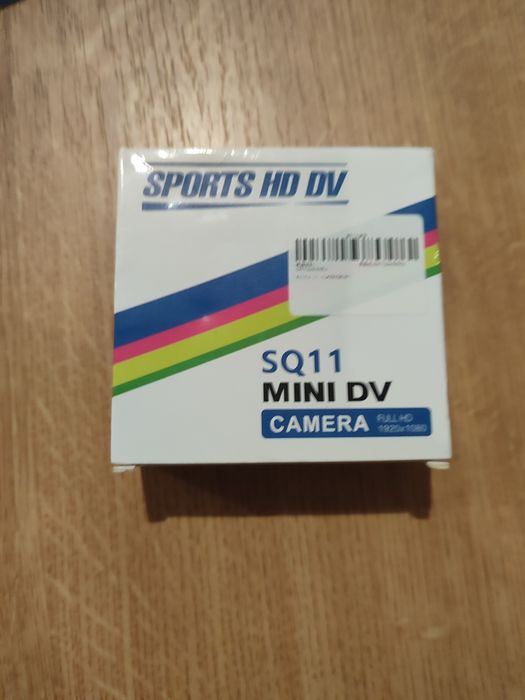 SPORTS HD DV
SQ11
MINI DV
CAMERA FULL HD
1920x1080